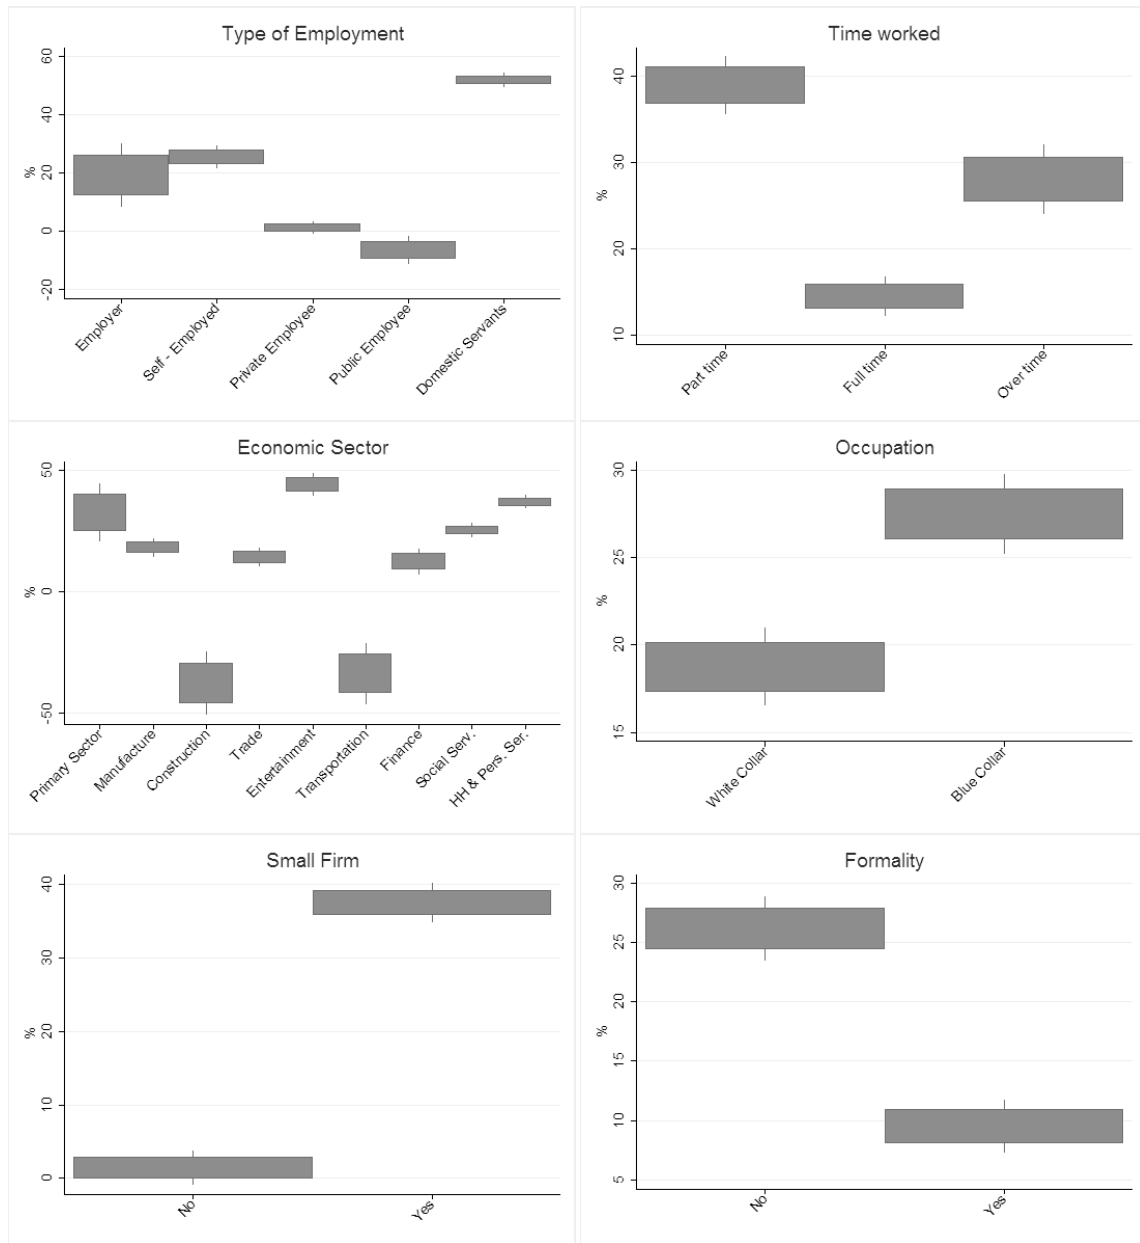 Type of Employment
%
60
40
20
0
-20
Employer
Self - Employed
Private Employee
Public Employee
Domestic Servants
Time worked
%
40
30
20
10
Part time
Full time
Over time
Economic Sector
%
50
0
-50
Primary Sector
Manufacture
Construction
Trade
Entertainment
Transportation
Finance
Social Serv.
HH & Pers. Ser.
Occupation
%
30
25
20
15
White Collar
Blue Collar
Small Firm
%
40
30
20
10
0
No
Yes
Formality
%
30
25
20
15
10
5
No
Yes